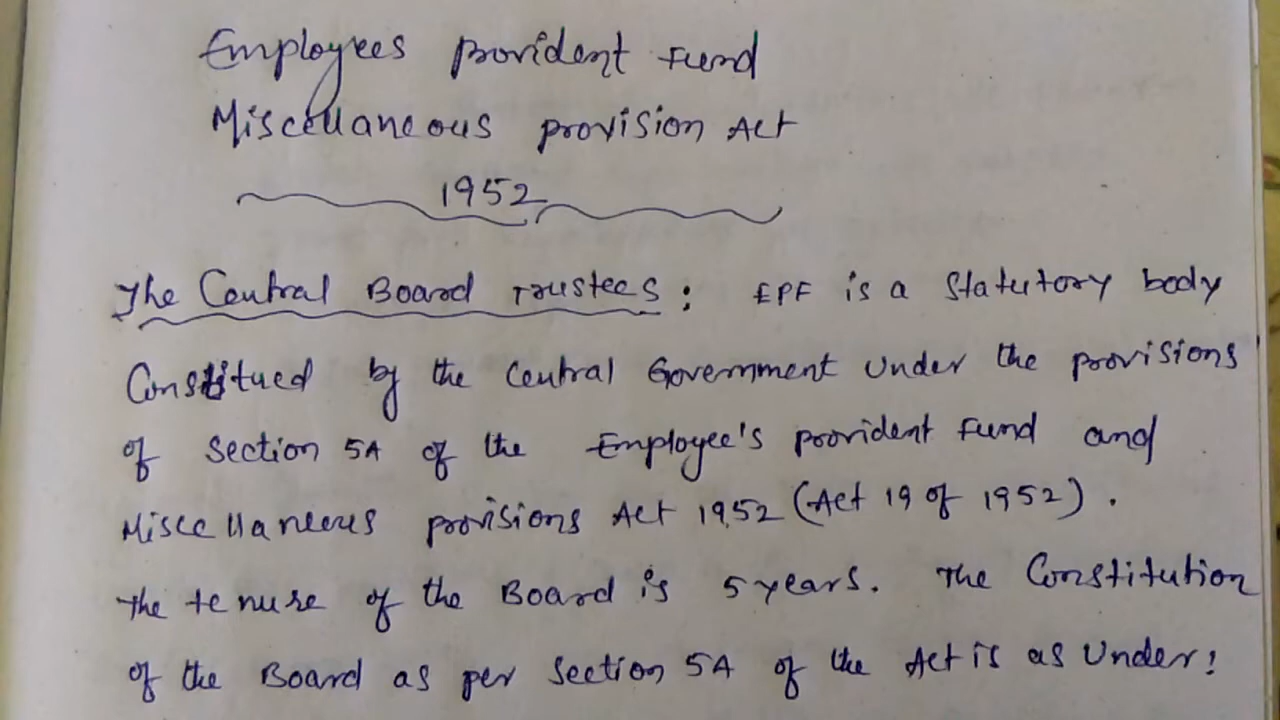 Employees provident Fund
Miscellaneous provision Act
1952
The Central Board Trustees : EPF is a Statutory body
Constitued by the Central Government Under the provisions
of Section 5A of the Employee's provident Fund and
Miscellaneous provisions Act 1952 (Act 19 of 1952).
The tenure of the Board is 5 years. The Constitution
of the Board as per Section 5A of the Act is as Under: